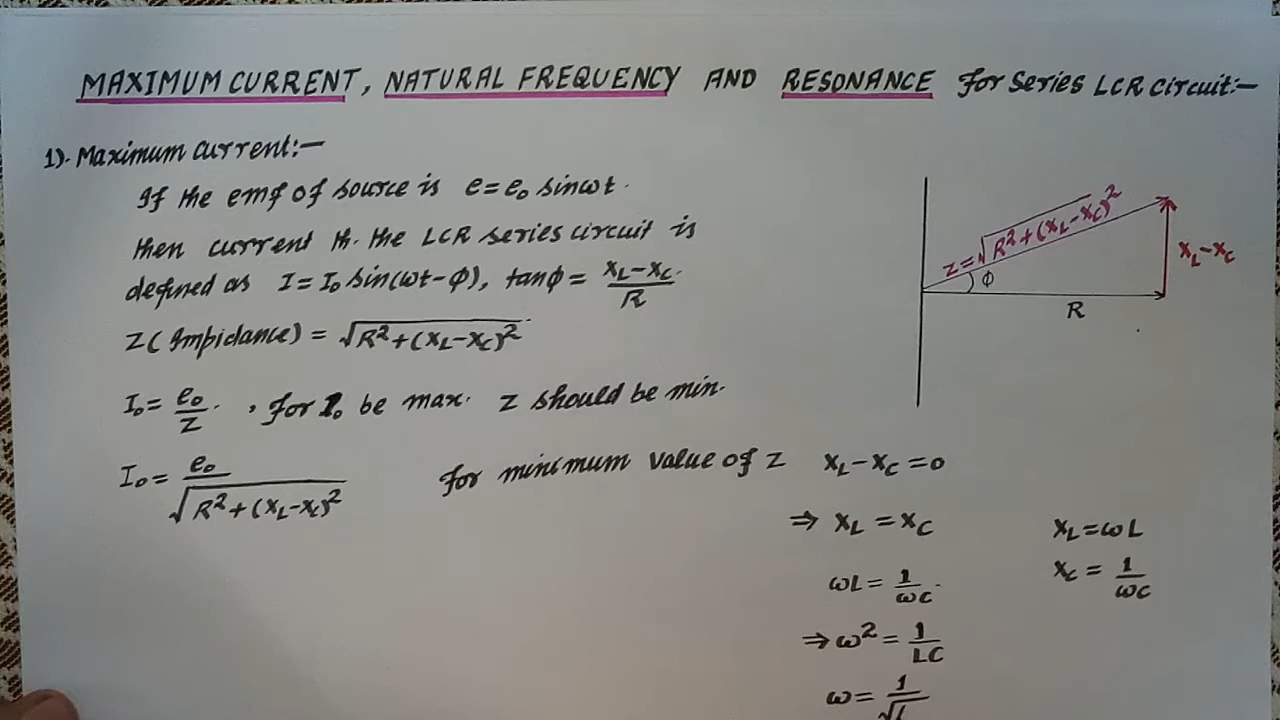 MAXIMUM CURRENT, NATURAL FREQUENCY AND RESONANCE for series LCR circuit:-
1). Maximum current:-
If the emf of source is e = e₀ sinωt.
then current th. the LCR series circuit is
defined as I = I₀ sin(ωt-ϕ), tanϕ = (X_L-X_C)/R
Z( Impidance) = √(R²+(X_L-X_C)²)
I₀ = e₀/Z , for I₀ be max. Z should be min.
I₀ = e₀/√(R²+(X_L-X_C)²)
for minimum value of Z X_L-X_C = 0
⇒ X_L = X_C
ωL = 1/ωC
⇒ ω² = 1/LC
ω = 1/√L
X_L = ωL
X_C = 1/ωC
Z = √(R²+(X_L-X_C)²)
ϕ
R
X_L-X_C